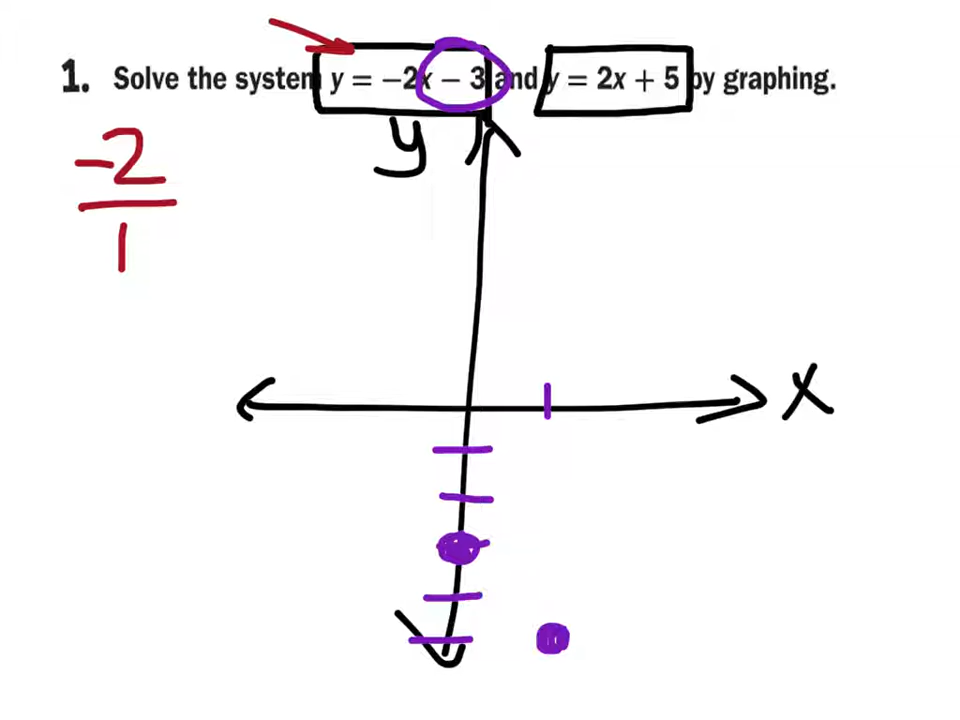 1. Solve the system y = −2x − 3 and y = 2x + 5 by graphing.
y
-2
1
x